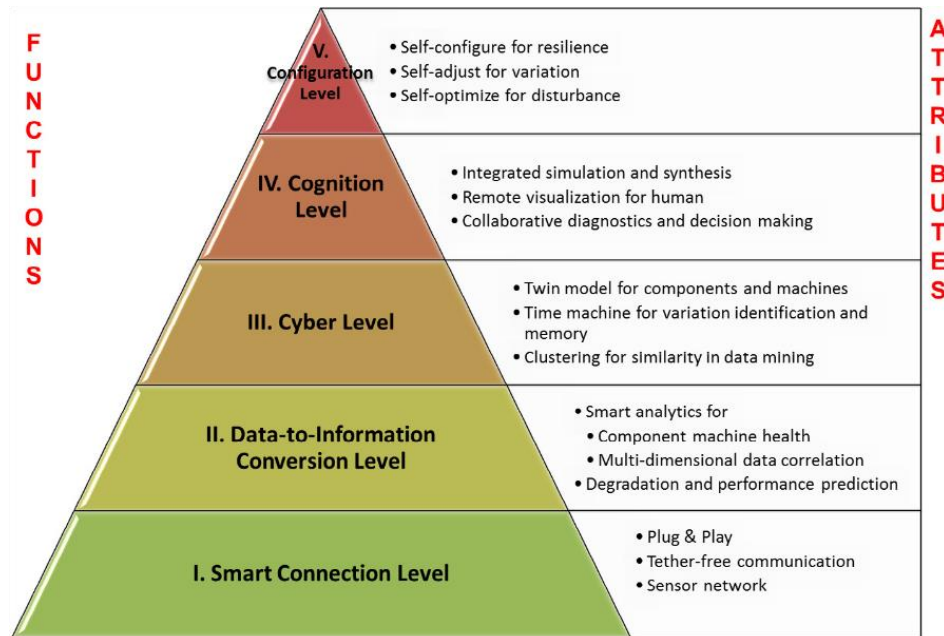 FUNCTIONS
ATTRIBUTES
V.
Configuration
Level
• Self-configure for resilience
• Self-adjust for variation
• Self-optimize for disturbance
IV. Cognition
Level
• Integrated simulation and synthesis
• Remote visualization for human
• Collaborative diagnostics and decision making
III. Cyber Level
• Twin model for components and machines
• Time machine for variation identification and
memory
• Clustering for similarity in data mining
II. Data-to-Information
Conversion Level
• Smart analytics for
• Component machine health
• Multi-dimensional data correlation
• Degradation and performance prediction
I. Smart Connection Level
• Plug & Play
• Tether-free communication
• Sensor network